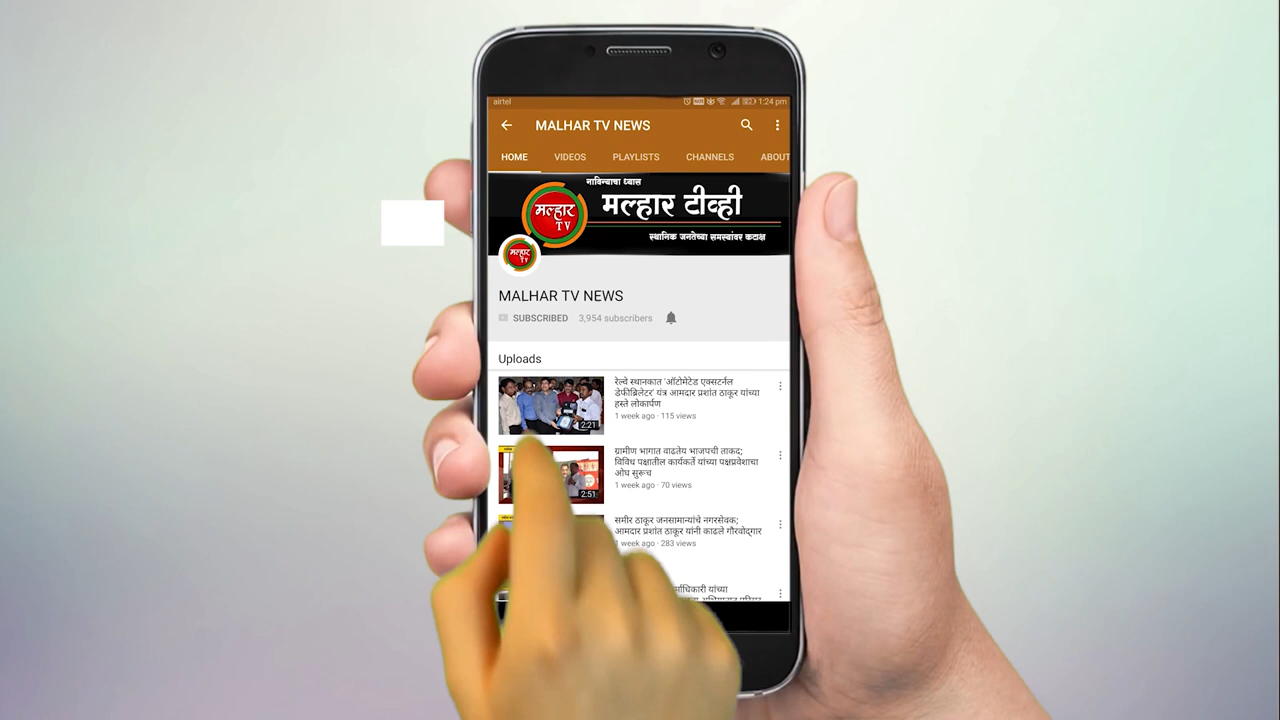 airtel 1:24 pm
MALHAR TV NEWS
HOME VIDEOS PLAYLISTS CHANNELS ABOUT
नाविन्याचा ध्यास
मल्हार टीव्ही
मल्हार
TV
स्थानिक जनतेच्या समस्यांवर कटाक्ष
मल्हार
TV
MALHAR TV NEWS
SUBSCRIBED 3,954 subscribers
Uploads
रेल्वे स्थानकात 'ऑटोमेटेड एक्सटर्नल
डेफीब्रिलेटर' यंत्र आमदार प्रशांत ठाकूर यांच्या
हस्ते लोकार्पण
1 week ago · 115 views
2:21
ग्रामीण भागात वाढतेय भाजपची ताकद;
विविध पक्षातील कार्यकर्ते यांच्या पक्षप्रवेशाचा
ओघ सुरूच
1 week ago · 70 views
2:51
समीर ठाकूर जनसामान्यांचे नगरसेवक;
आमदार प्रशांत ठाकूर यांनी काढले गौरवोद्गार
1 week ago · 283 views
यांच्या